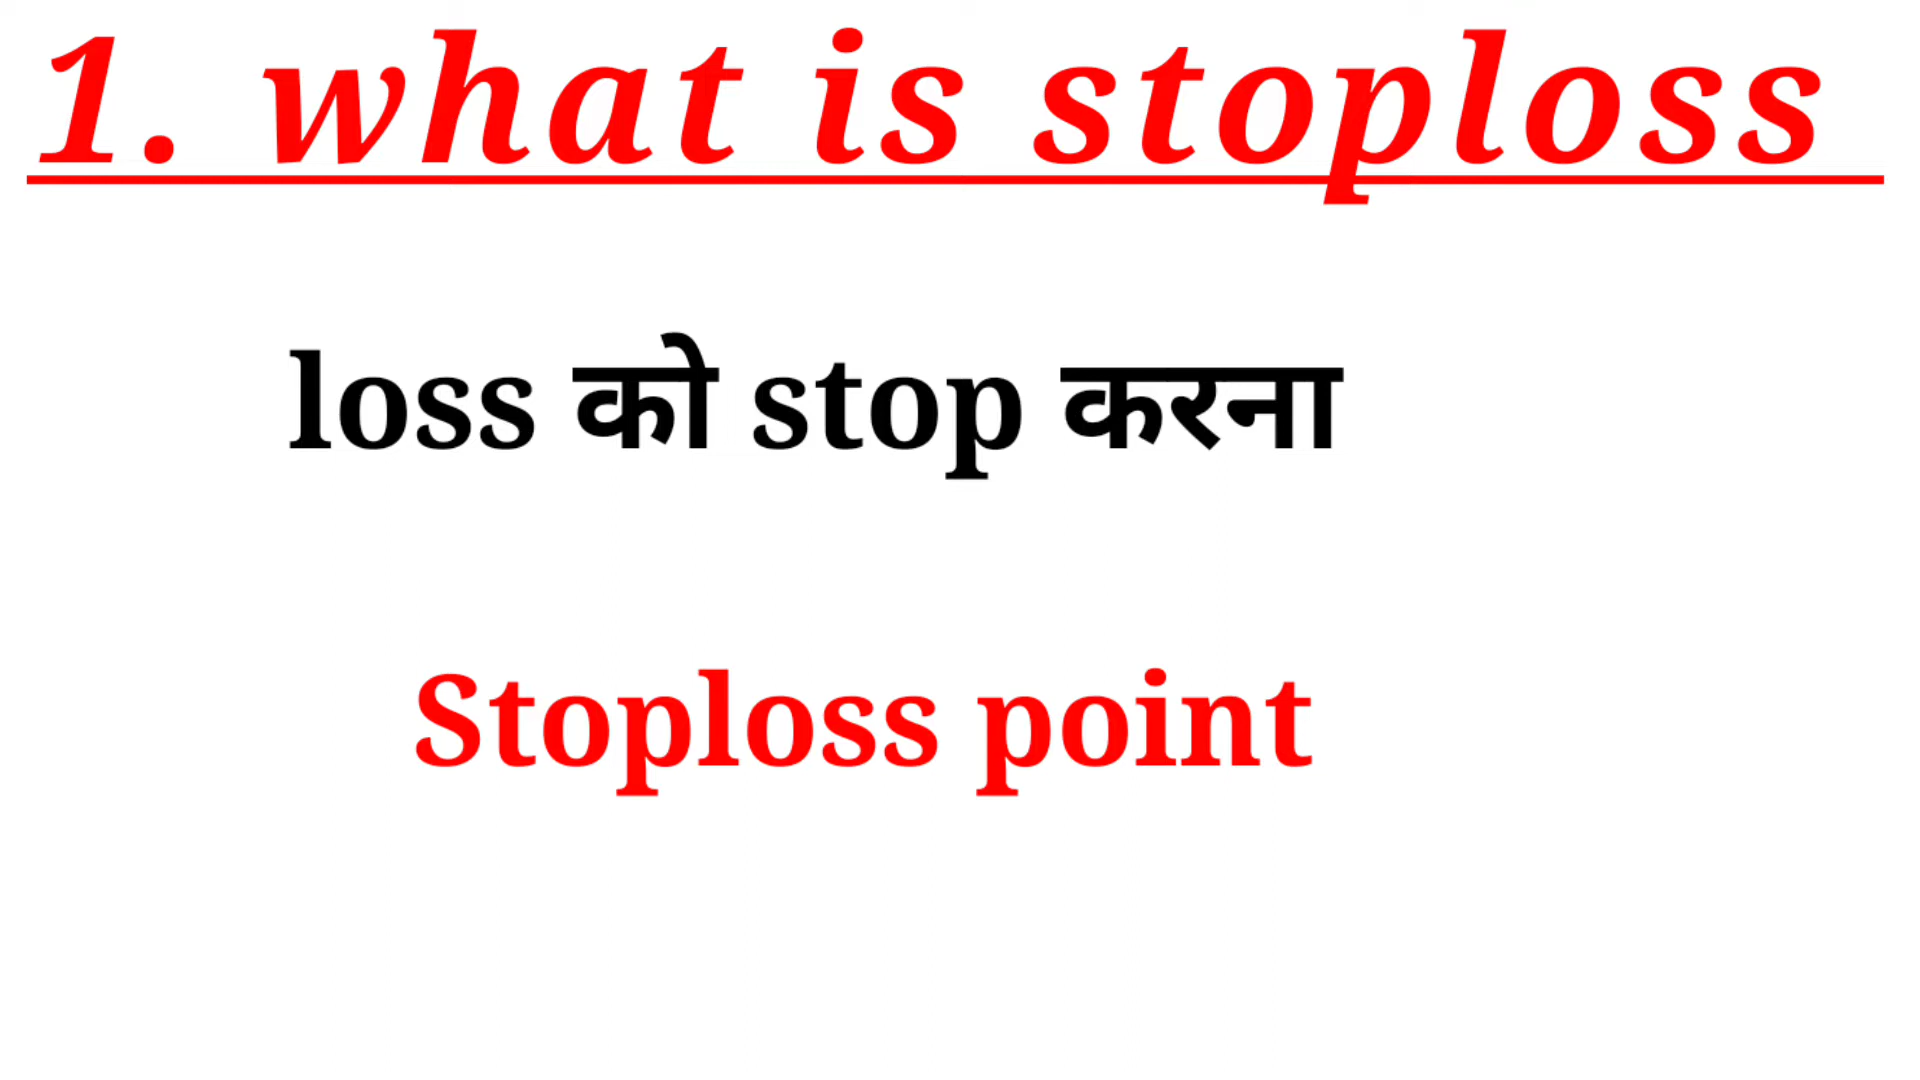 1. what is stoploss
loss को stop करना
Stoploss point